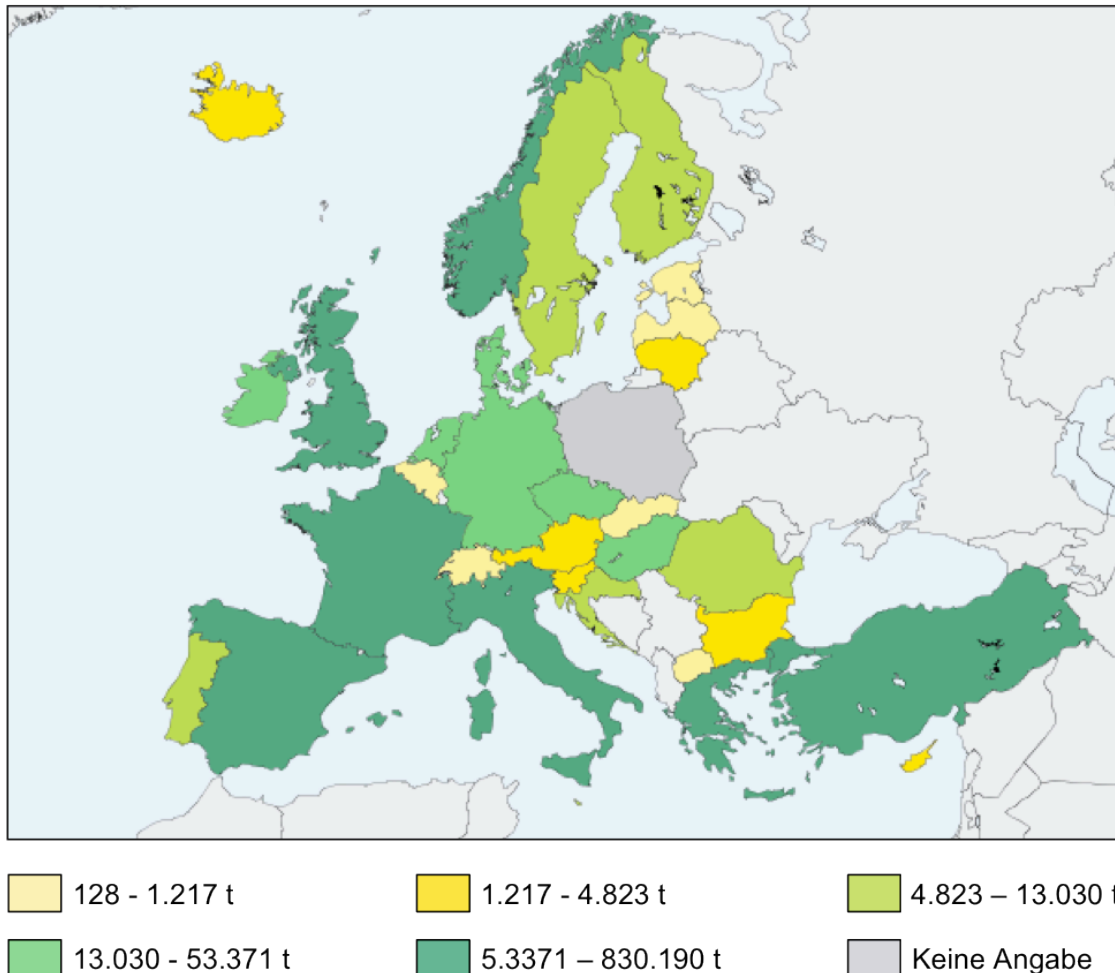 128 - 1.217 t
1.217 - 4.823 t
4.823 – 13.030 t
13.030 - 53.371 t
5.3371 – 830.190 t
Keine Angabe